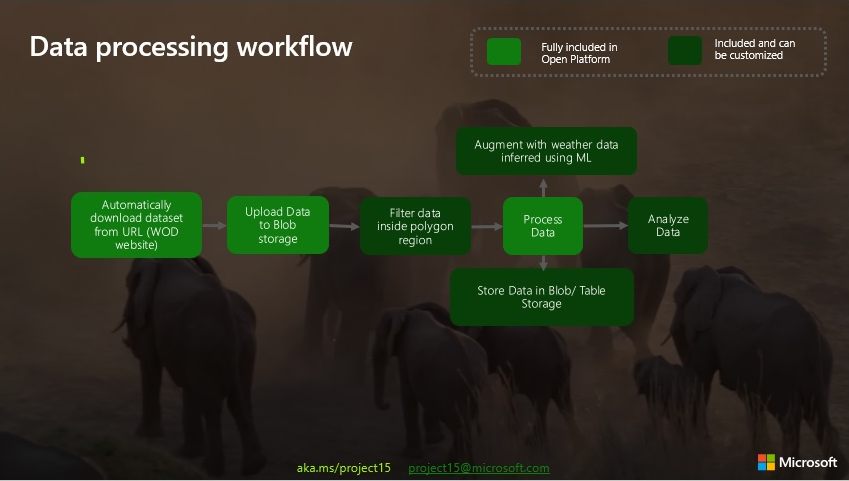 Data processing workflow
Fully included in
Open Platform
Included and can
be customized
Augment with weather data
inferred using ML
Automatically
download dataset
from URL (WOD
website)
Upload Data
to Blob
storage
Filter data
inside polygon
region
Process
Data
Analyze
Data
Store Data in Blob/ Table
Storage
aka.ms/project15 project15@microsoft.com
Microsoft